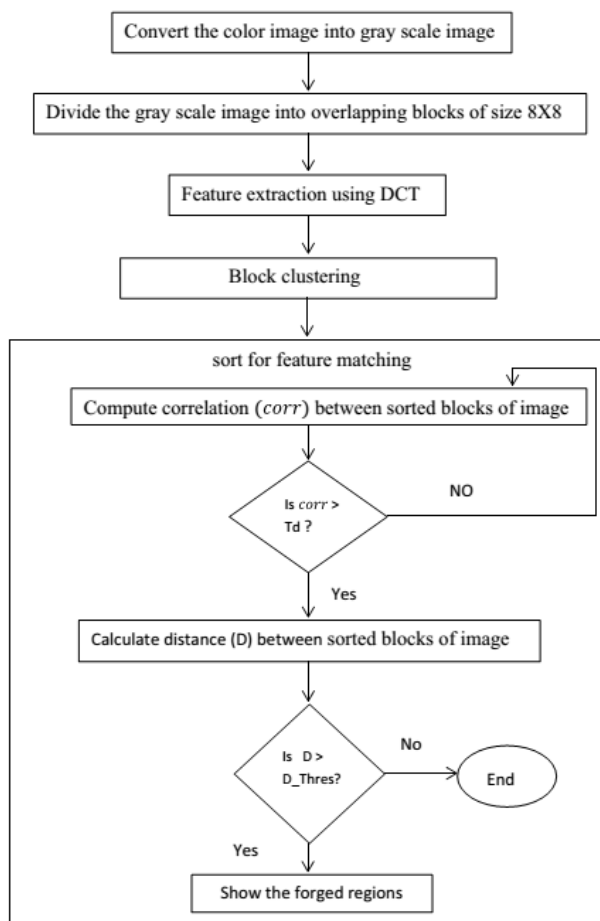 Convert the color image into gray scale image
Divide the gray scale image into overlapping blocks of size 8X8
Feature extraction using DCT
Block clustering
sort for feature matching
Compute correlation (corr) between sorted blocks of image
Is corr >
Td ?
NO
Yes
Calculate distance (D) between sorted blocks of image
Is D >
D_Thres?
No
End
Yes
Show the forged regions